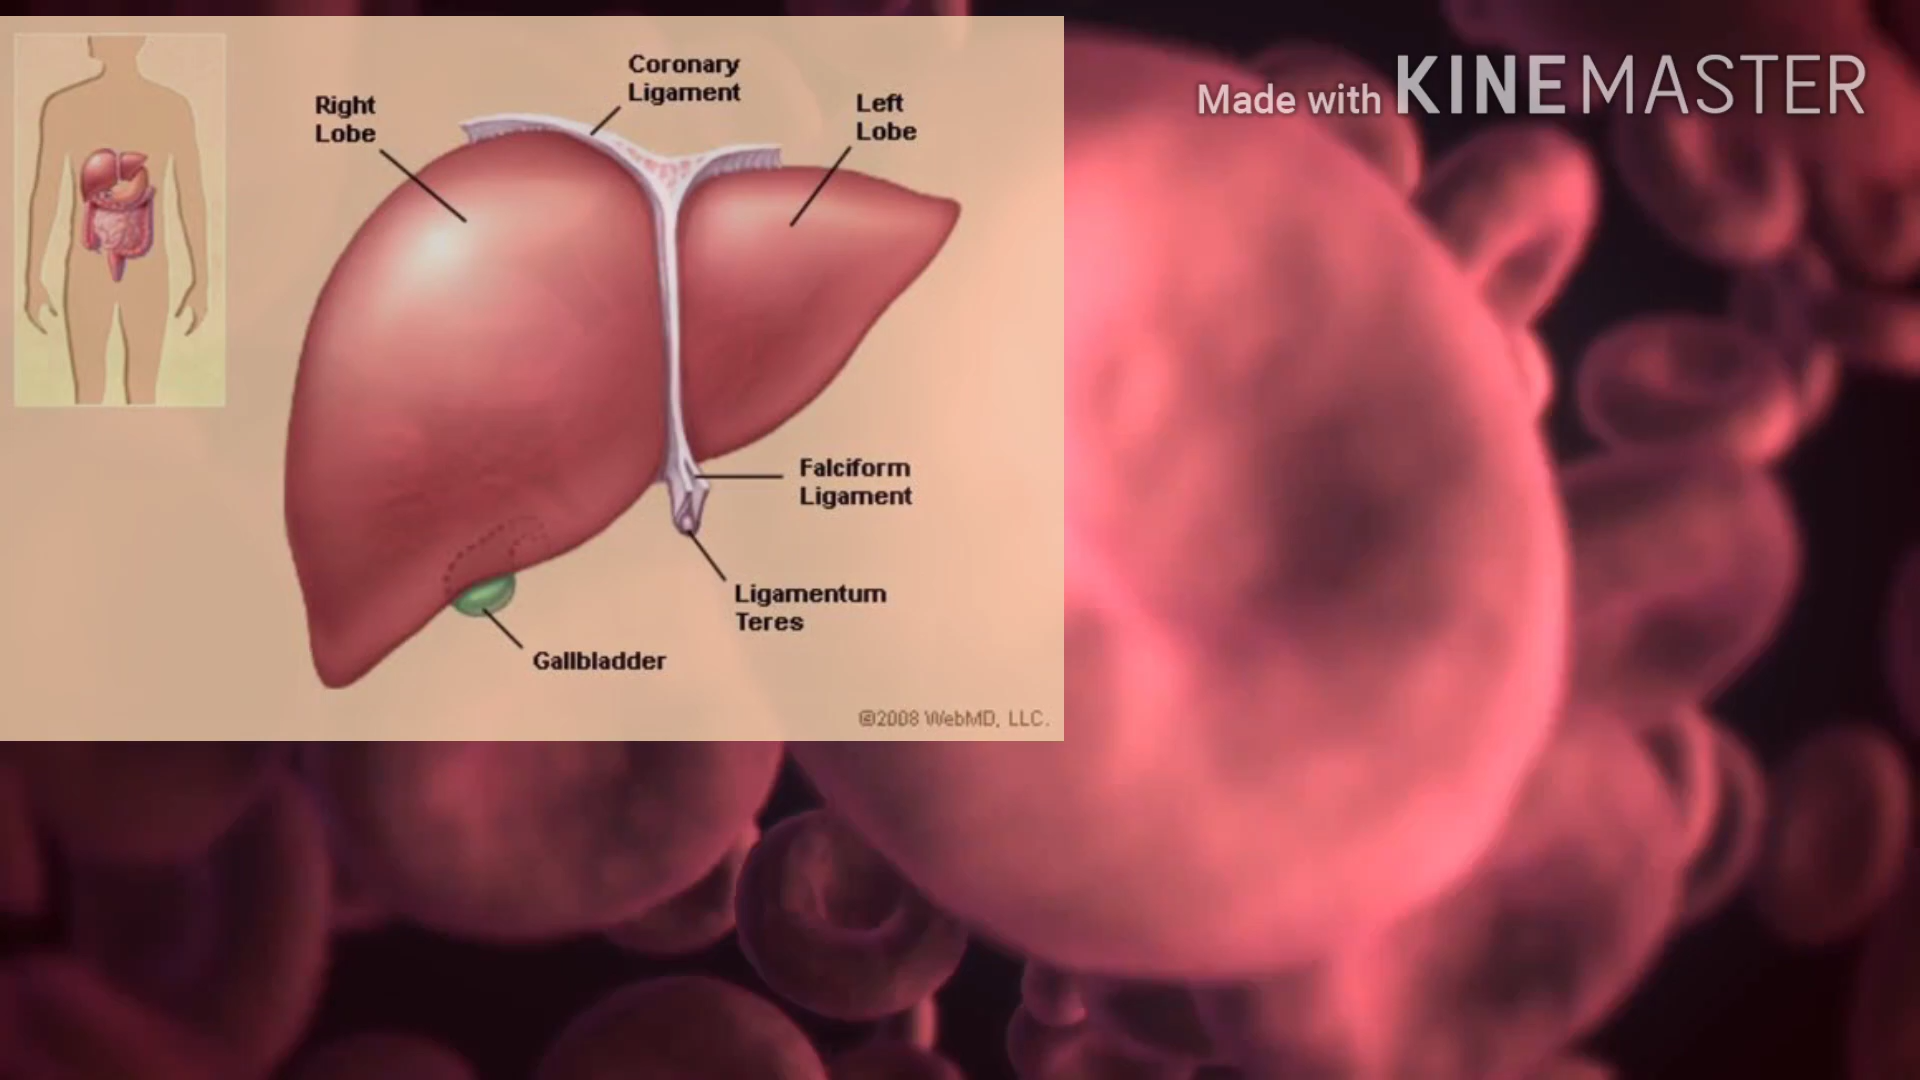 Coronary
Ligament
Right
Lobe
Left
Lobe
Falciform
Ligament
Ligamentum
Teres
Gallbladder
©2008 WebMD, LLC.
Made with KINEMASTER